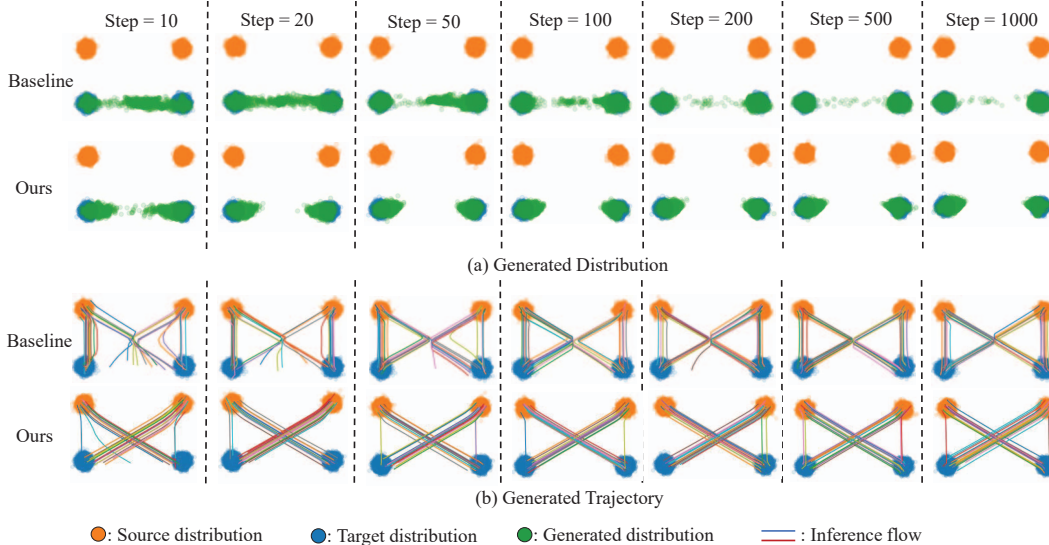 Step = 10 Step = 20 Step = 50 Step = 100 Step = 200 Step = 500 Step = 1000
Baseline
Ours
(a) Generated Distribution
Baseline
Ours
(b) Generated Trajectory
: Source distribution : Target distribution : Generated distribution : Inference flow